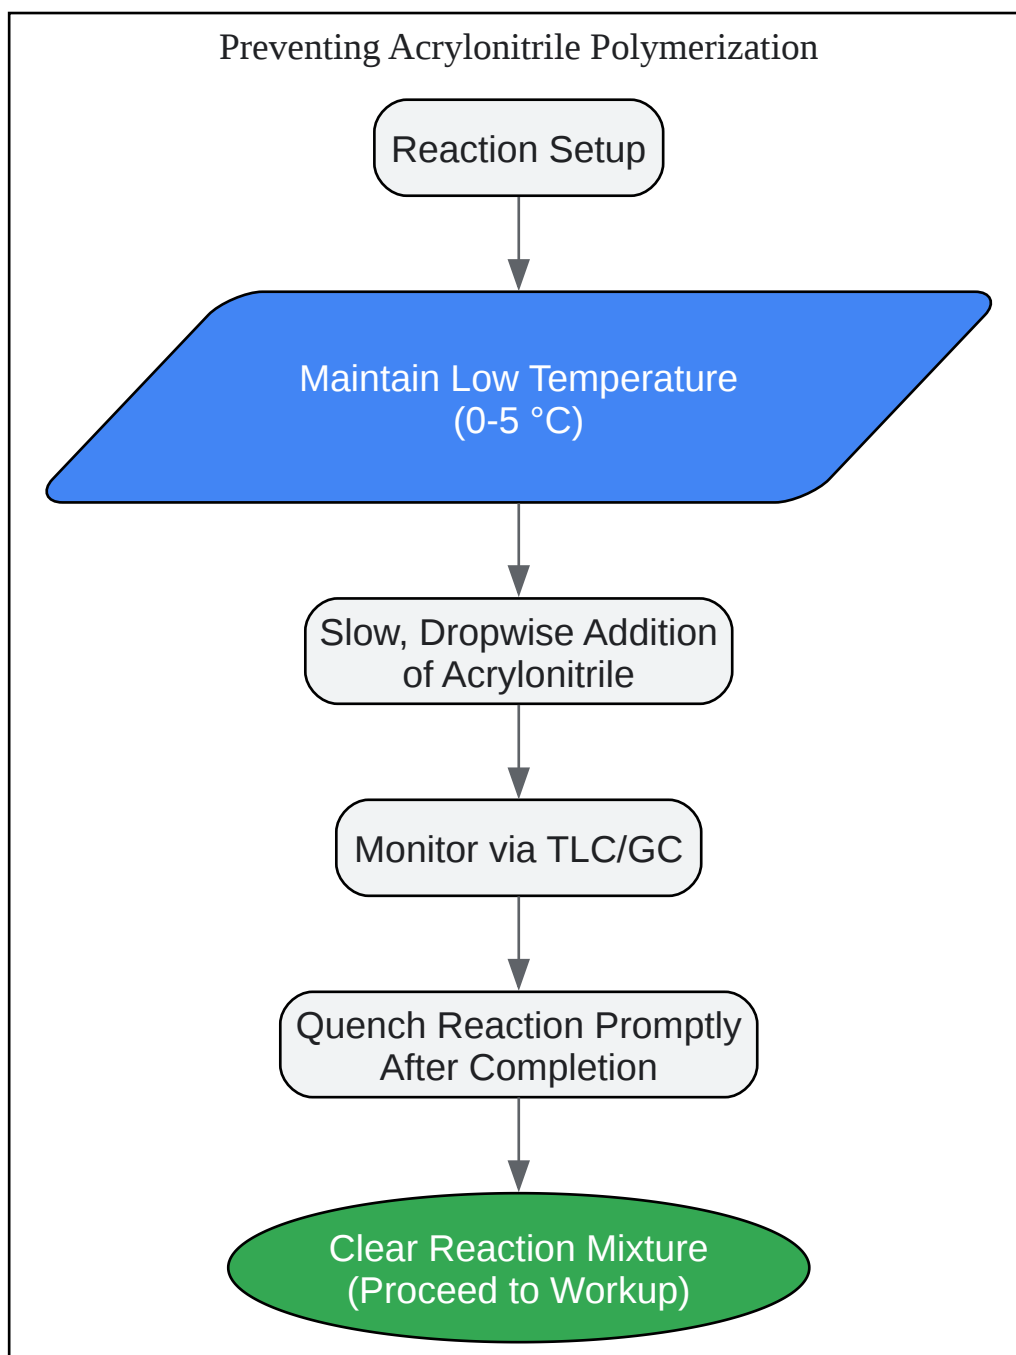 Preventing Acrylonitrile Polymerization
Reaction Setup
Maintain Low Temperature
(0-5 °C)
Slow, Dropwise Addition
of Acrylonitrile
Monitor via TLC/GC
Quench Reaction Promptly
After Completion
Clear Reaction Mixture
(Proceed to Workup)